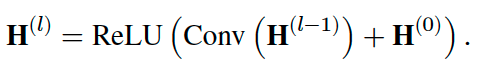 H^(l) = ReLU (Conv (H^(l−1)) + H^(0)) .